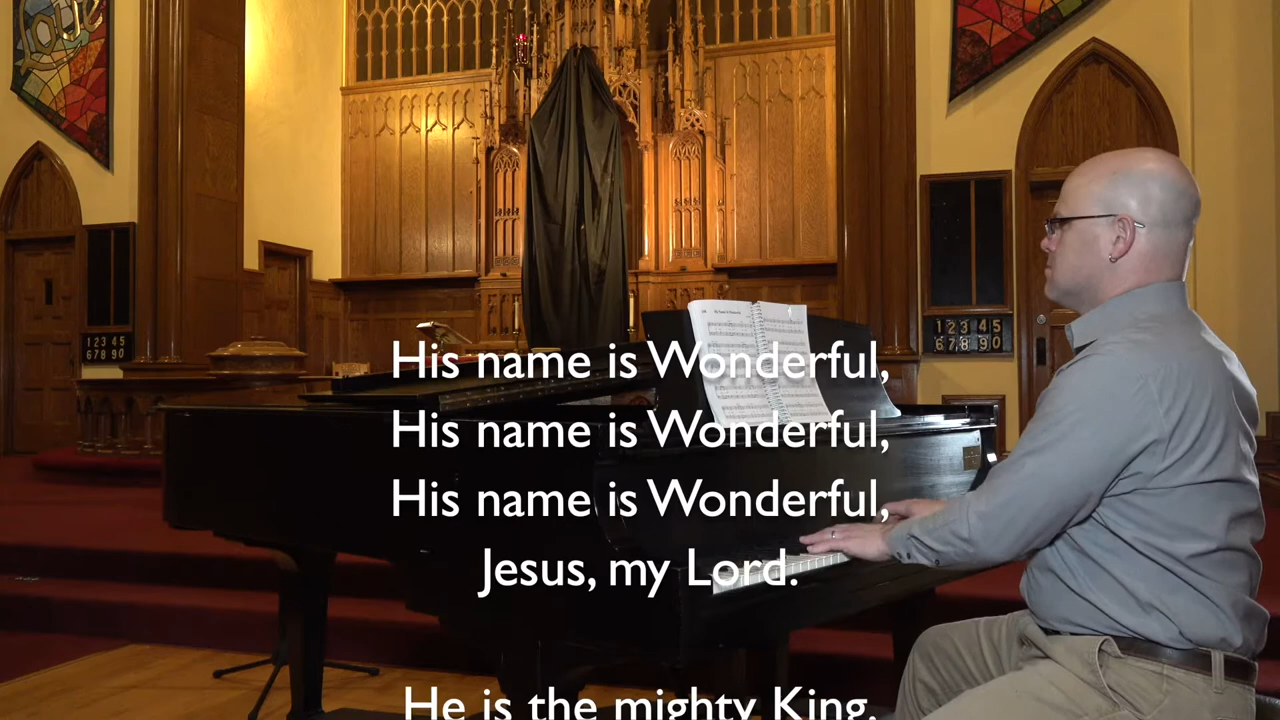 1 2 3 4 5
6 7 8 9 0
1 2 3 4 5
6 7 8 9 0
His name is Wonderful,
His name is Wonderful,
His name is Wonderful,
Jesus, my Lord.
He is the mighty King,